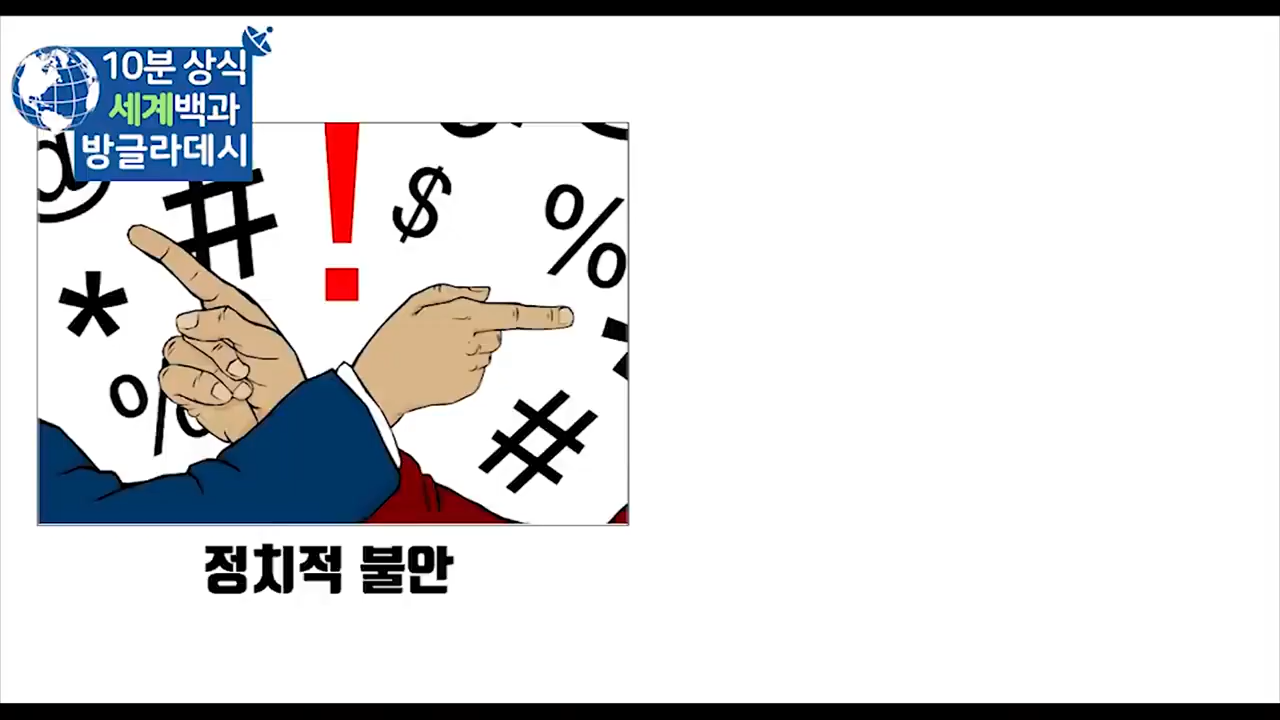 10분 상식
세계백과
방글라데시
@ # ! $ %
*
%
#
정치적 불안